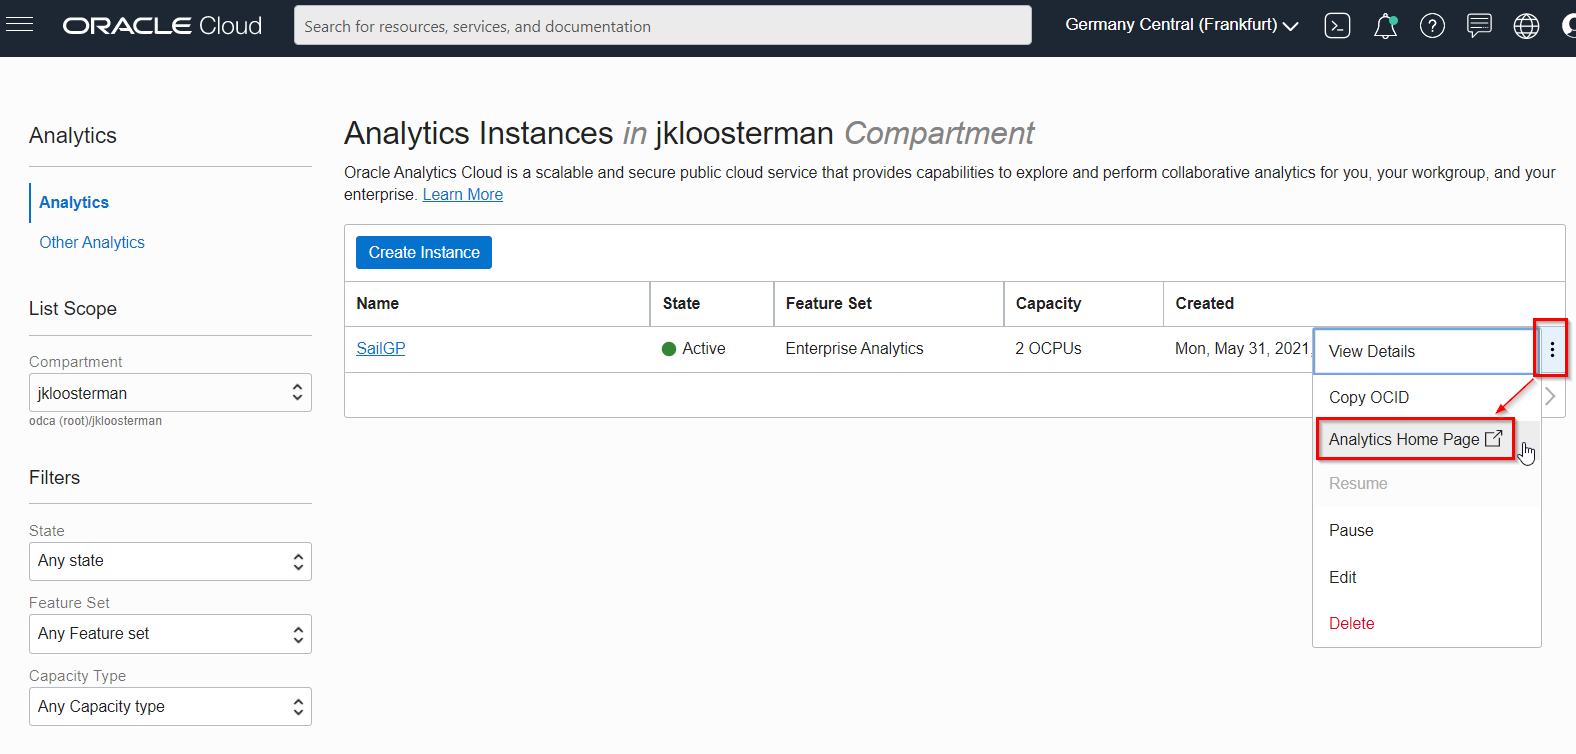 ORACLE Cloud
Search for resources, services, and documentation
Germany Central (Frankfurt)
Analytics
Analytics
Other Analytics
List Scope
Compartment
jkloosterman
odca (root)/jkloosterman
Filters
State
Any state
Feature Set
Any Feature set
Capacity Type
Any Capacity type
Analytics Instances in jkloosterman Compartment
Oracle Analytics Cloud is a scalable and secure public cloud service that provides capabilities to explore and perform collaborative analytics for you, your workgroup, and your
enterprise. Learn More
Create Instance
Name State Feature Set Capacity Created
SailGP Active Enterprise Analytics 2 OCPUs Mon, May 31, 2021,
View Details
Copy OCID
Analytics Home Page
Resume
Pause
Edit
Delete